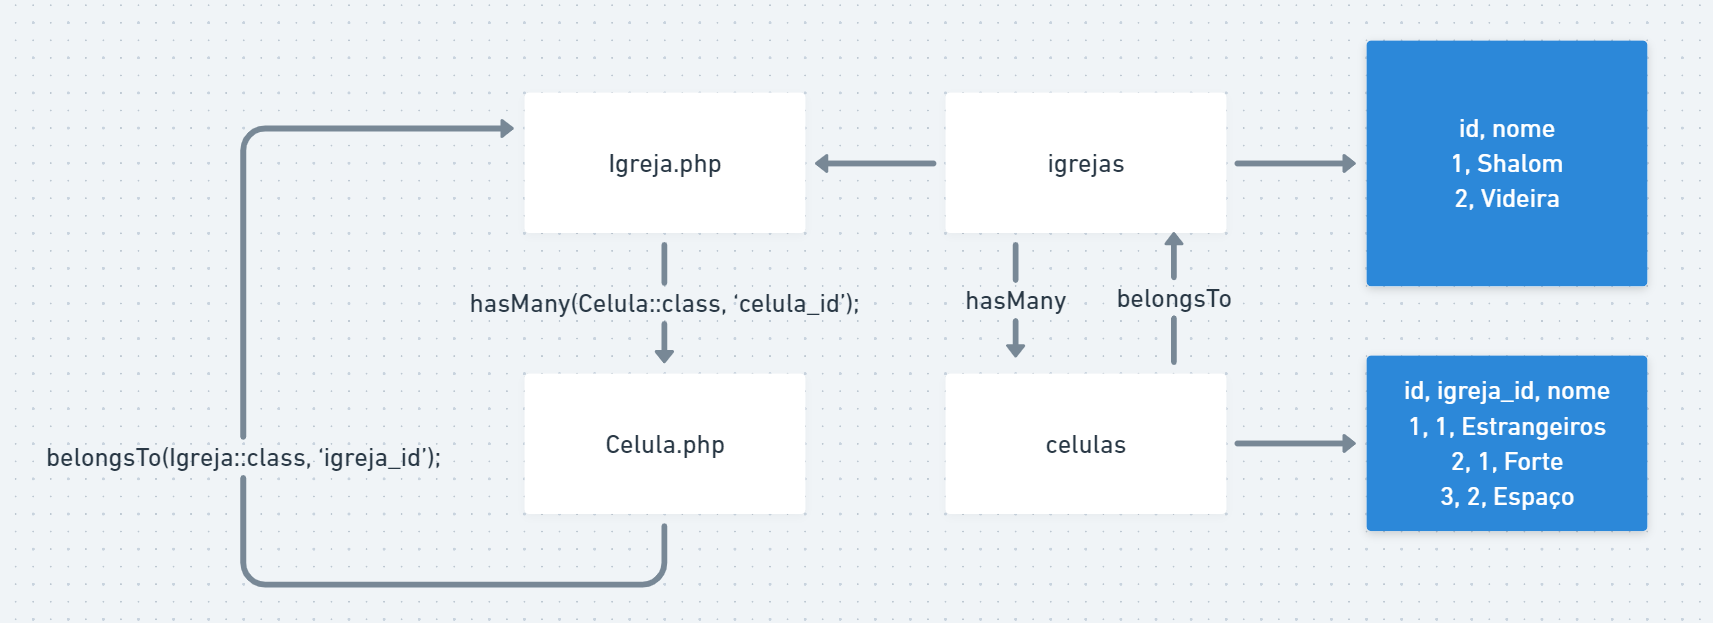 Igreja.php
igrejas
id, nome
1, Shalom
2, Videira
hasMany(Celula::class, ‘celula_id’);
hasMany
belongsTo
belongsTo(Igreja::class, ‘igreja_id’);
Celula.php
celulas
id, igreja_id, nome
1, 1, Estrangeiros
2, 1, Forte
3, 2, Espaço